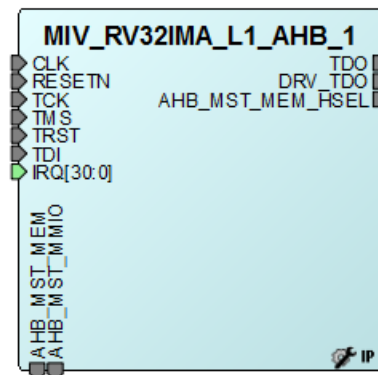 MIV_RV32IMA_L1_AHB_1
CLK
RESETN
TCK
TMS
TRST
TDI
IRQ[30:0]
TDO
DRV_TDO
AHB_MST_MEM_HSEL
AHB_MST_MEM
AHB_MST_MMIO
IP